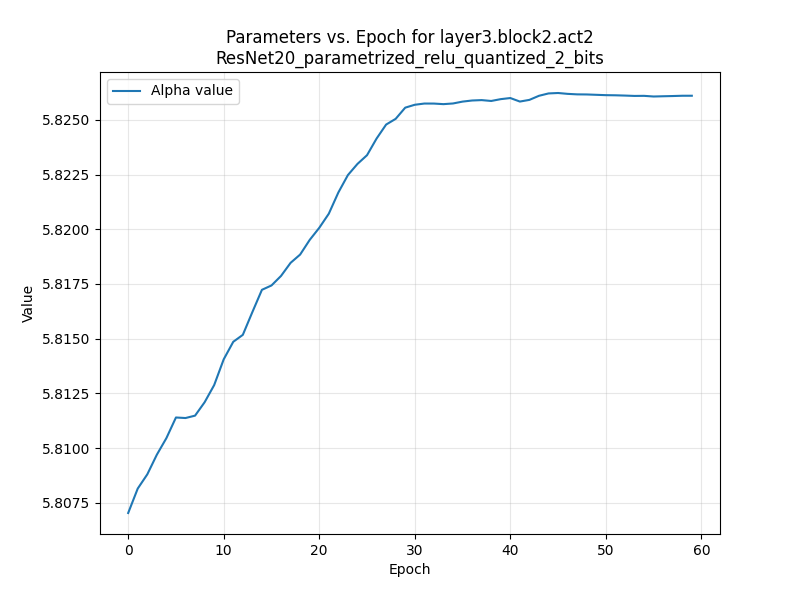 Parameters vs. Epoch for layer3.block2.act2
ResNet20_parametrized_relu_quantized_2_bits
Alpha value
5.8250
5.8225
5.8200
5.8175
5.8150
5.8125
5.8100
5.8075
Value
0 10 20 30 40 50 60
Epoch